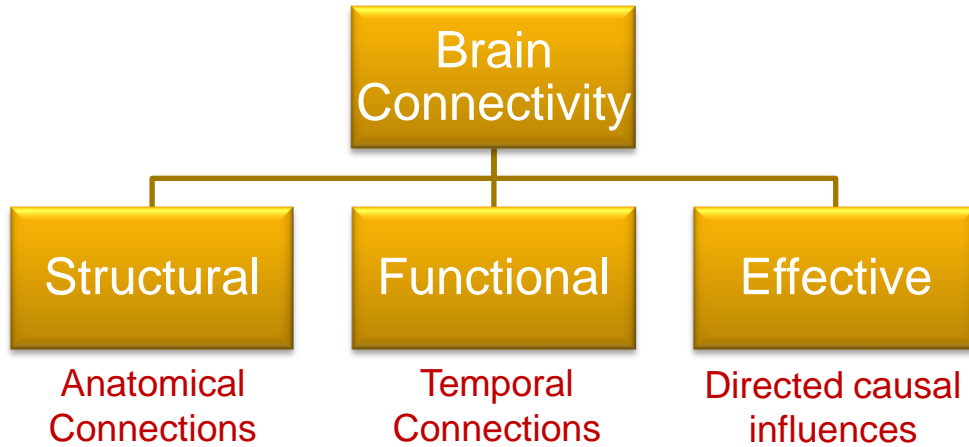 Brain
Connectivity
Structural
Functional
Effective
Anatomical
Connections
Temporal
Connections
Directed causal
influences